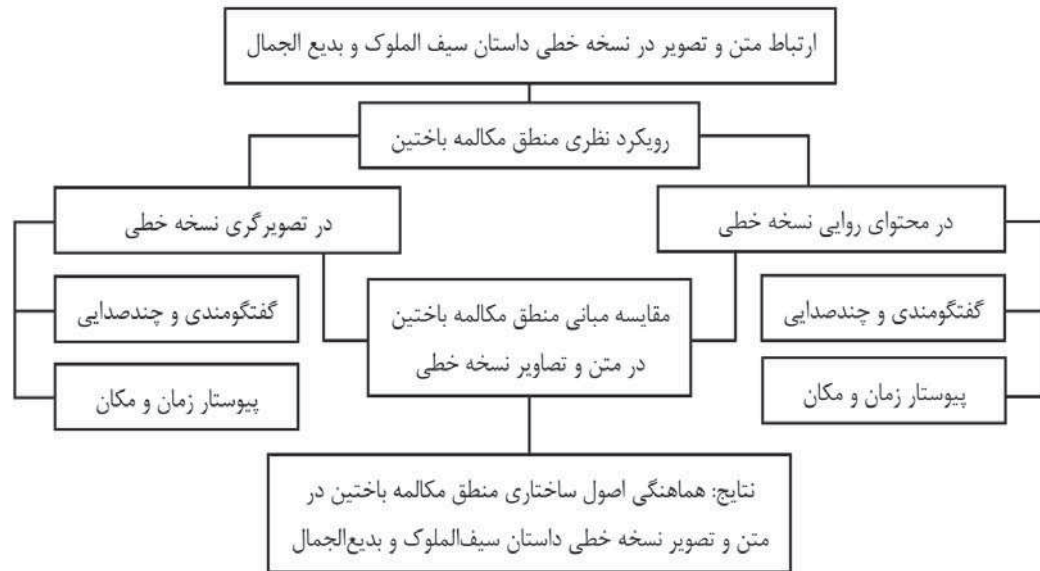 ارتباط متن و تصویر در نسخه خطی داستان سیف الملوک و بدیع الجمال
رویکرد نظری منطق مکالمه باختین
در محتوای روایی نسخه خطی
در تصویرگری نسخه خطی
گفتگومندی و چندصدایی
مقایسه مبانی منطق مکالمه باختین
در متن و تصاویر نسخه خطی
گفتگومندی و چندصدایی
پیوستار زمان و مکان
پیوستار زمان و مکان
نتایج: هماهنگی اصول ساختاری منطق مکالمه باختین در
متن و تصویر نسخه خطی داستان سیف‌الملوک و بدیع‌الجمال